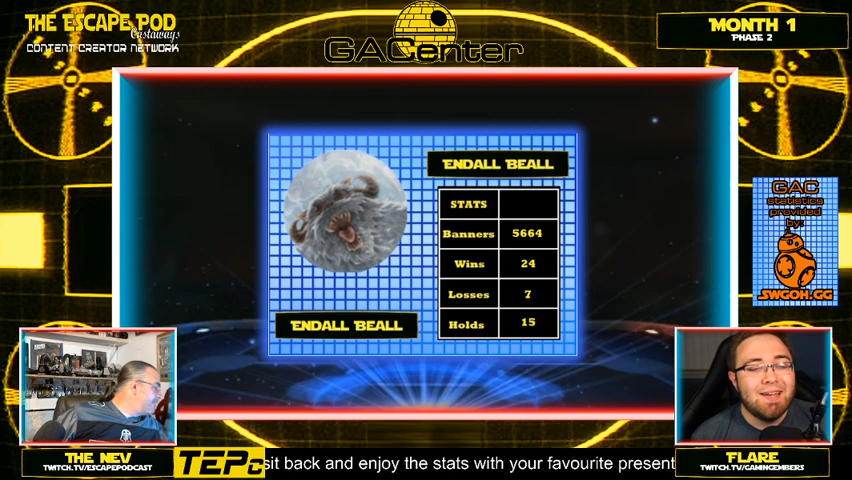 THE ESCAPE POD
Castaways
CONTENT CREATOR NETWORK
GACenter
MONTH 1
PHASE 2
ENDALL BEALL
STATS
Banners 5664
Wins 24
Losses 7
Holds 15
ENDALL BEALL
GAC
statistics
provided
by:
SWGOH.GG
THE NEV
TWITCH.TV/ESCAPEPODCAST
TEPC
sit back and enjoy the stats with your favourite present
FLARE
TWITCH.TV/GAMINGEMBERS